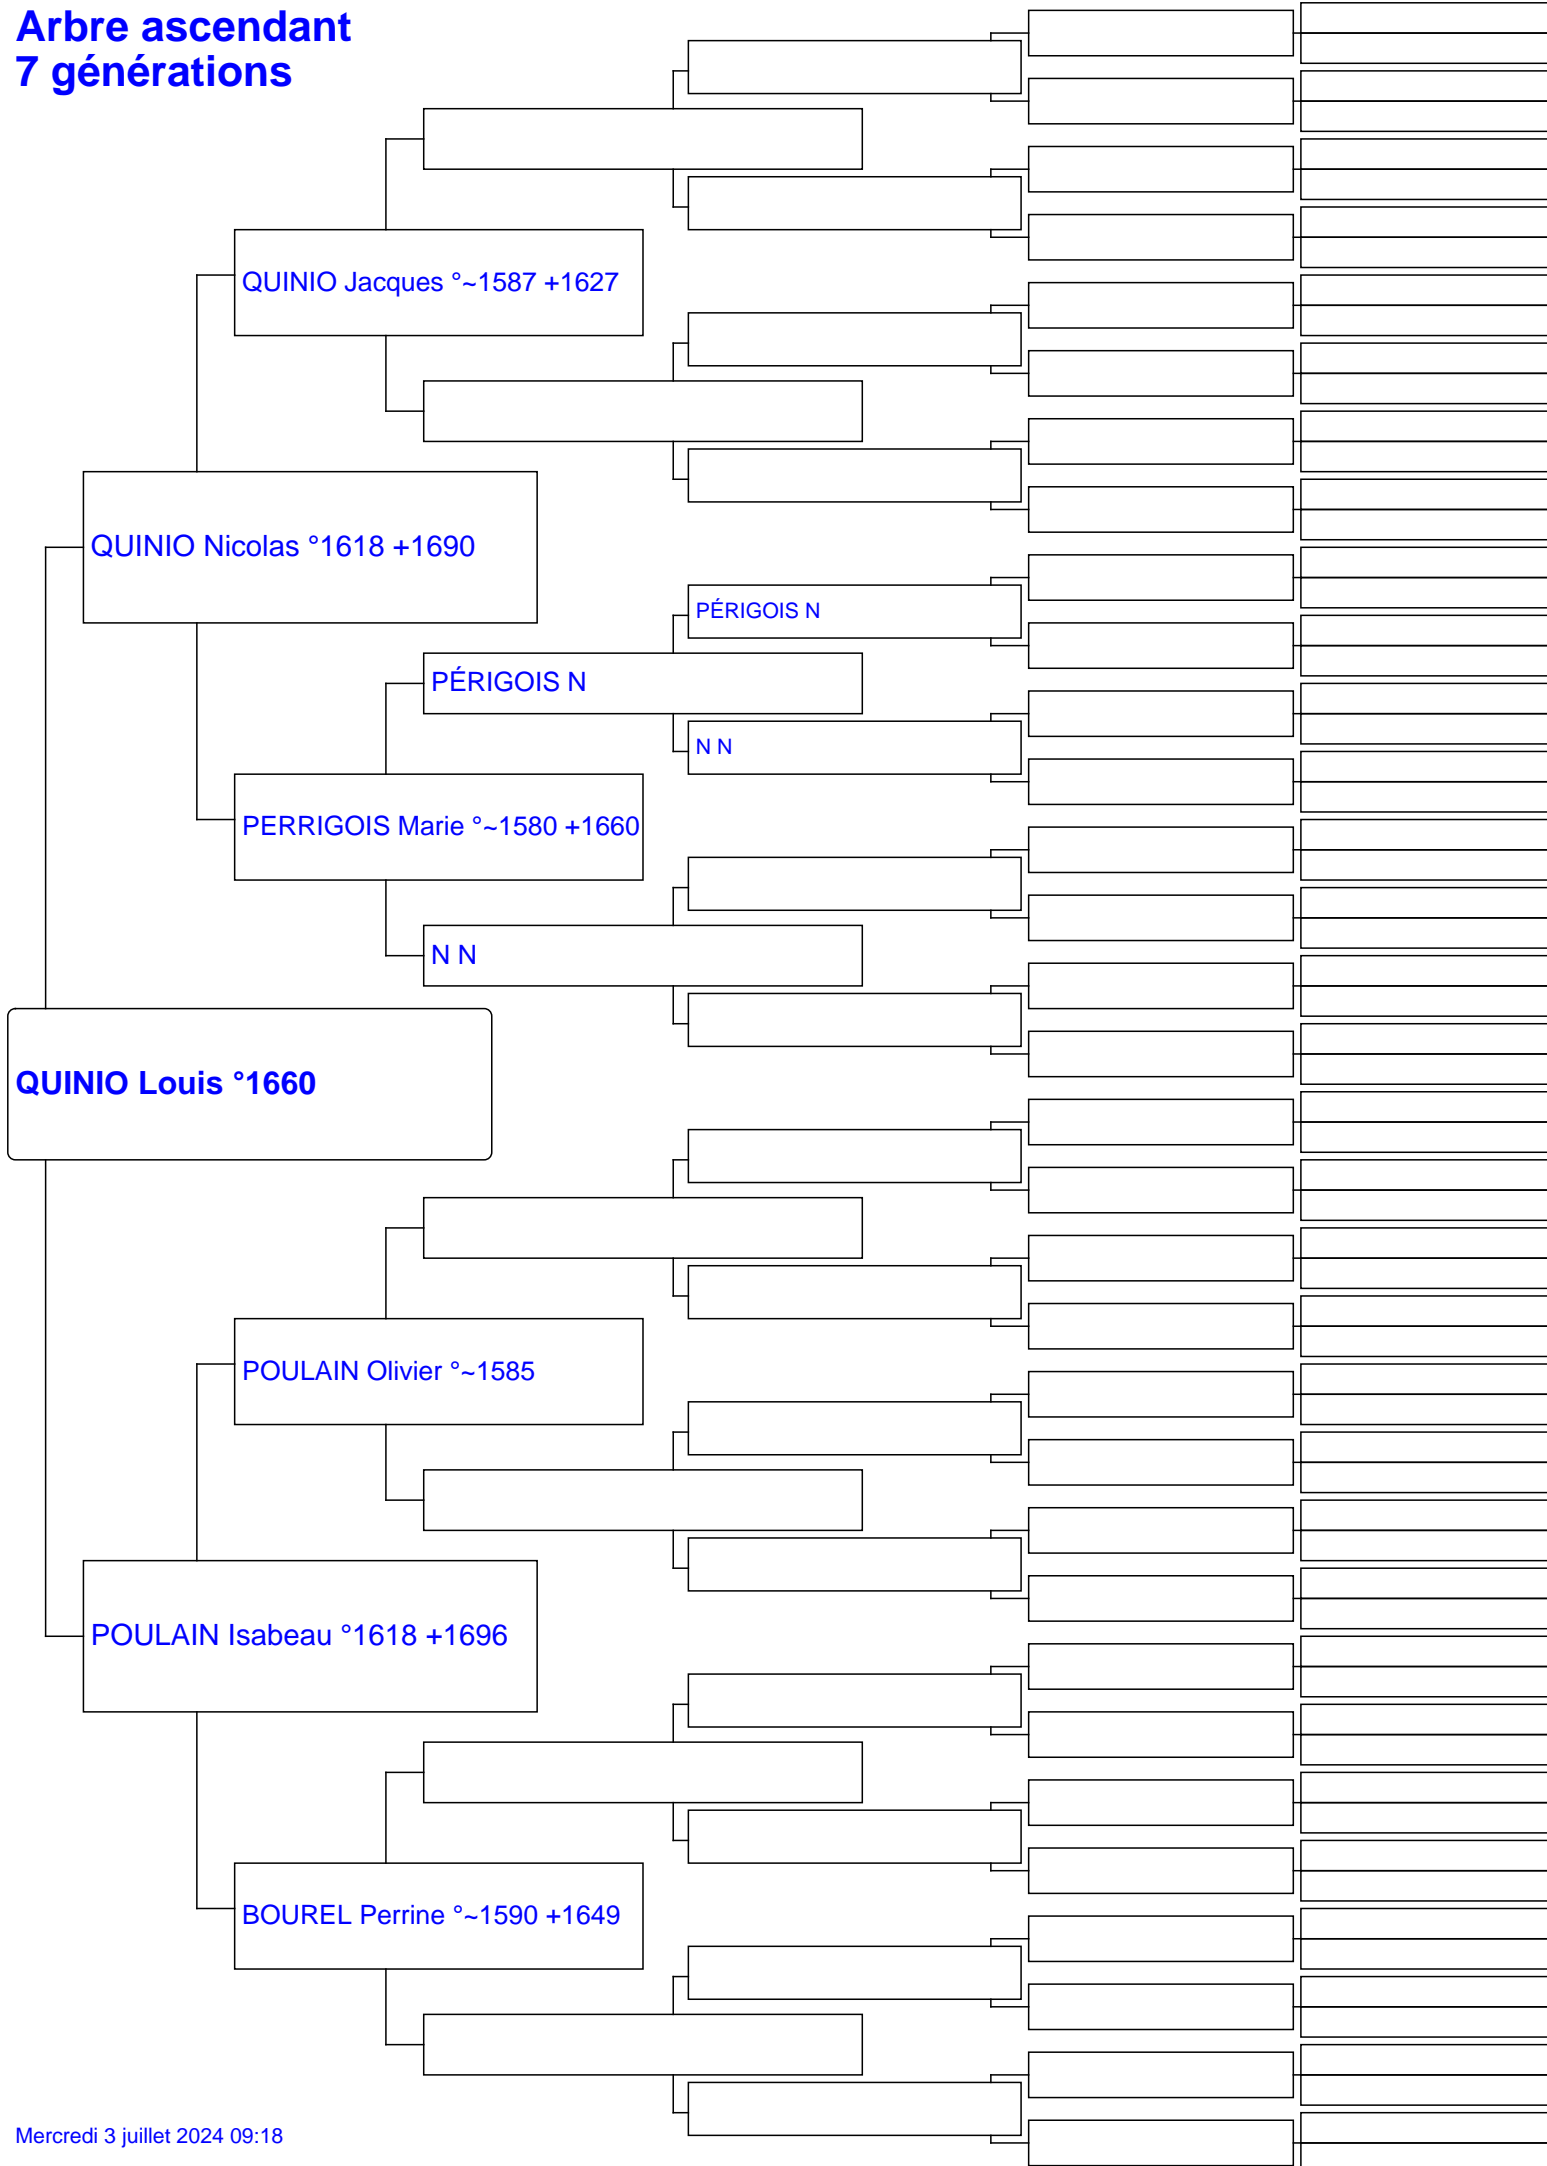 Arbre ascendant
7 générations
QUINIO Jacques °~1587 +1627
QUINIO Nicolas °1618 +1690
PÉRIGOIS N
PÉRIGOIS N
N N
PERRIGOIS Marie °~1580 +1660
N N
QUINIO Louis °1660
POULAIN Olivier °~1585
POULAIN Isabeau °1618 +1696
BOUREL Perrine °~1590 +1649
Mercredi 3 juillet 2024 09:18